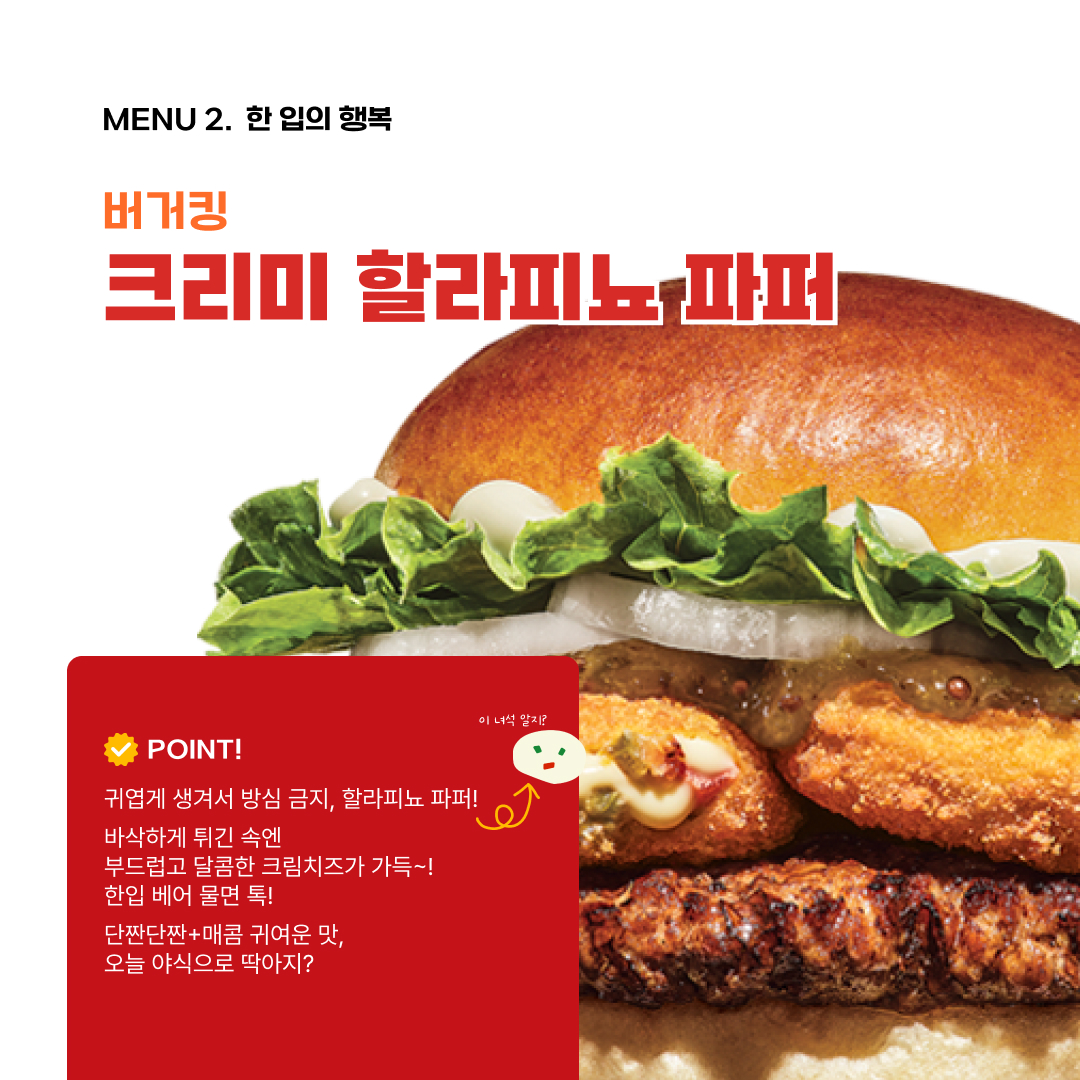 MENU 2. 한 입의 행복
버거킹
크리미 할라피뇨 파퍼
POINT!
이 녀석 알지?
귀엽게 생겨서 방심 금지, 할라피뇨 파퍼!
바삭하게 튀긴 속엔
부드럽고 달콤한 크림치즈가 가득~!
한입 베어 물면 톡!
단짠단짠+매콤 귀여운 맛,
오늘 야식으로 딱아지?